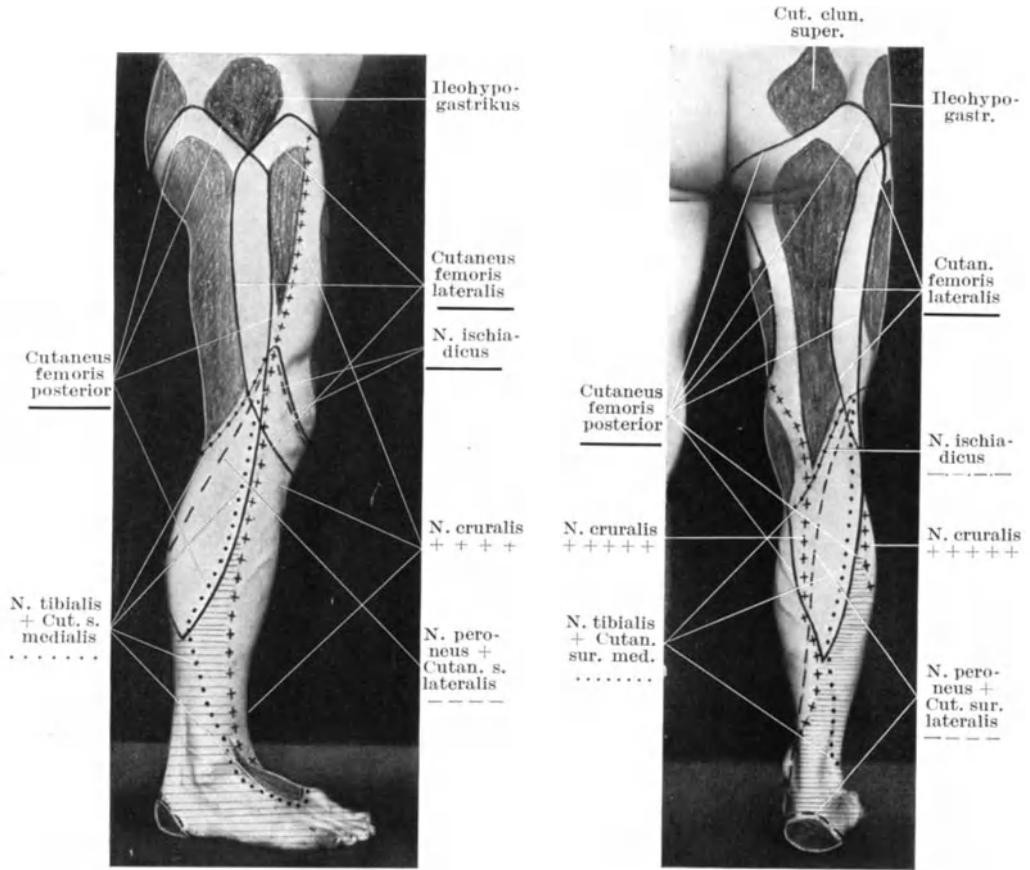 Ileohypo-
gastrikus
Cutaneus
femoris
lateralis
N. ischia-
dicus
Cutaneus
femoris
posterior
N. cruralis
+ + + +
N. tibialis
+ Cut. s.
medialis
. . . . . . . .
N. pero-
neus +
Cutan. s.
lateralis
— — — —
Cut. clun.
super.
Ileohypo-
gastr.
Cutan.
femoris
lateralis
Cutaneus
femoris
posterior
N. ischia-
dicus
—·—·—·—
N. cruralis
+++++
N. cruralis
+++++
N. tibialis
+ Cutan.
sur. med.
. . . . . . . .
N. pero-
neus +
Cut. sur.
lateralis
— — — —